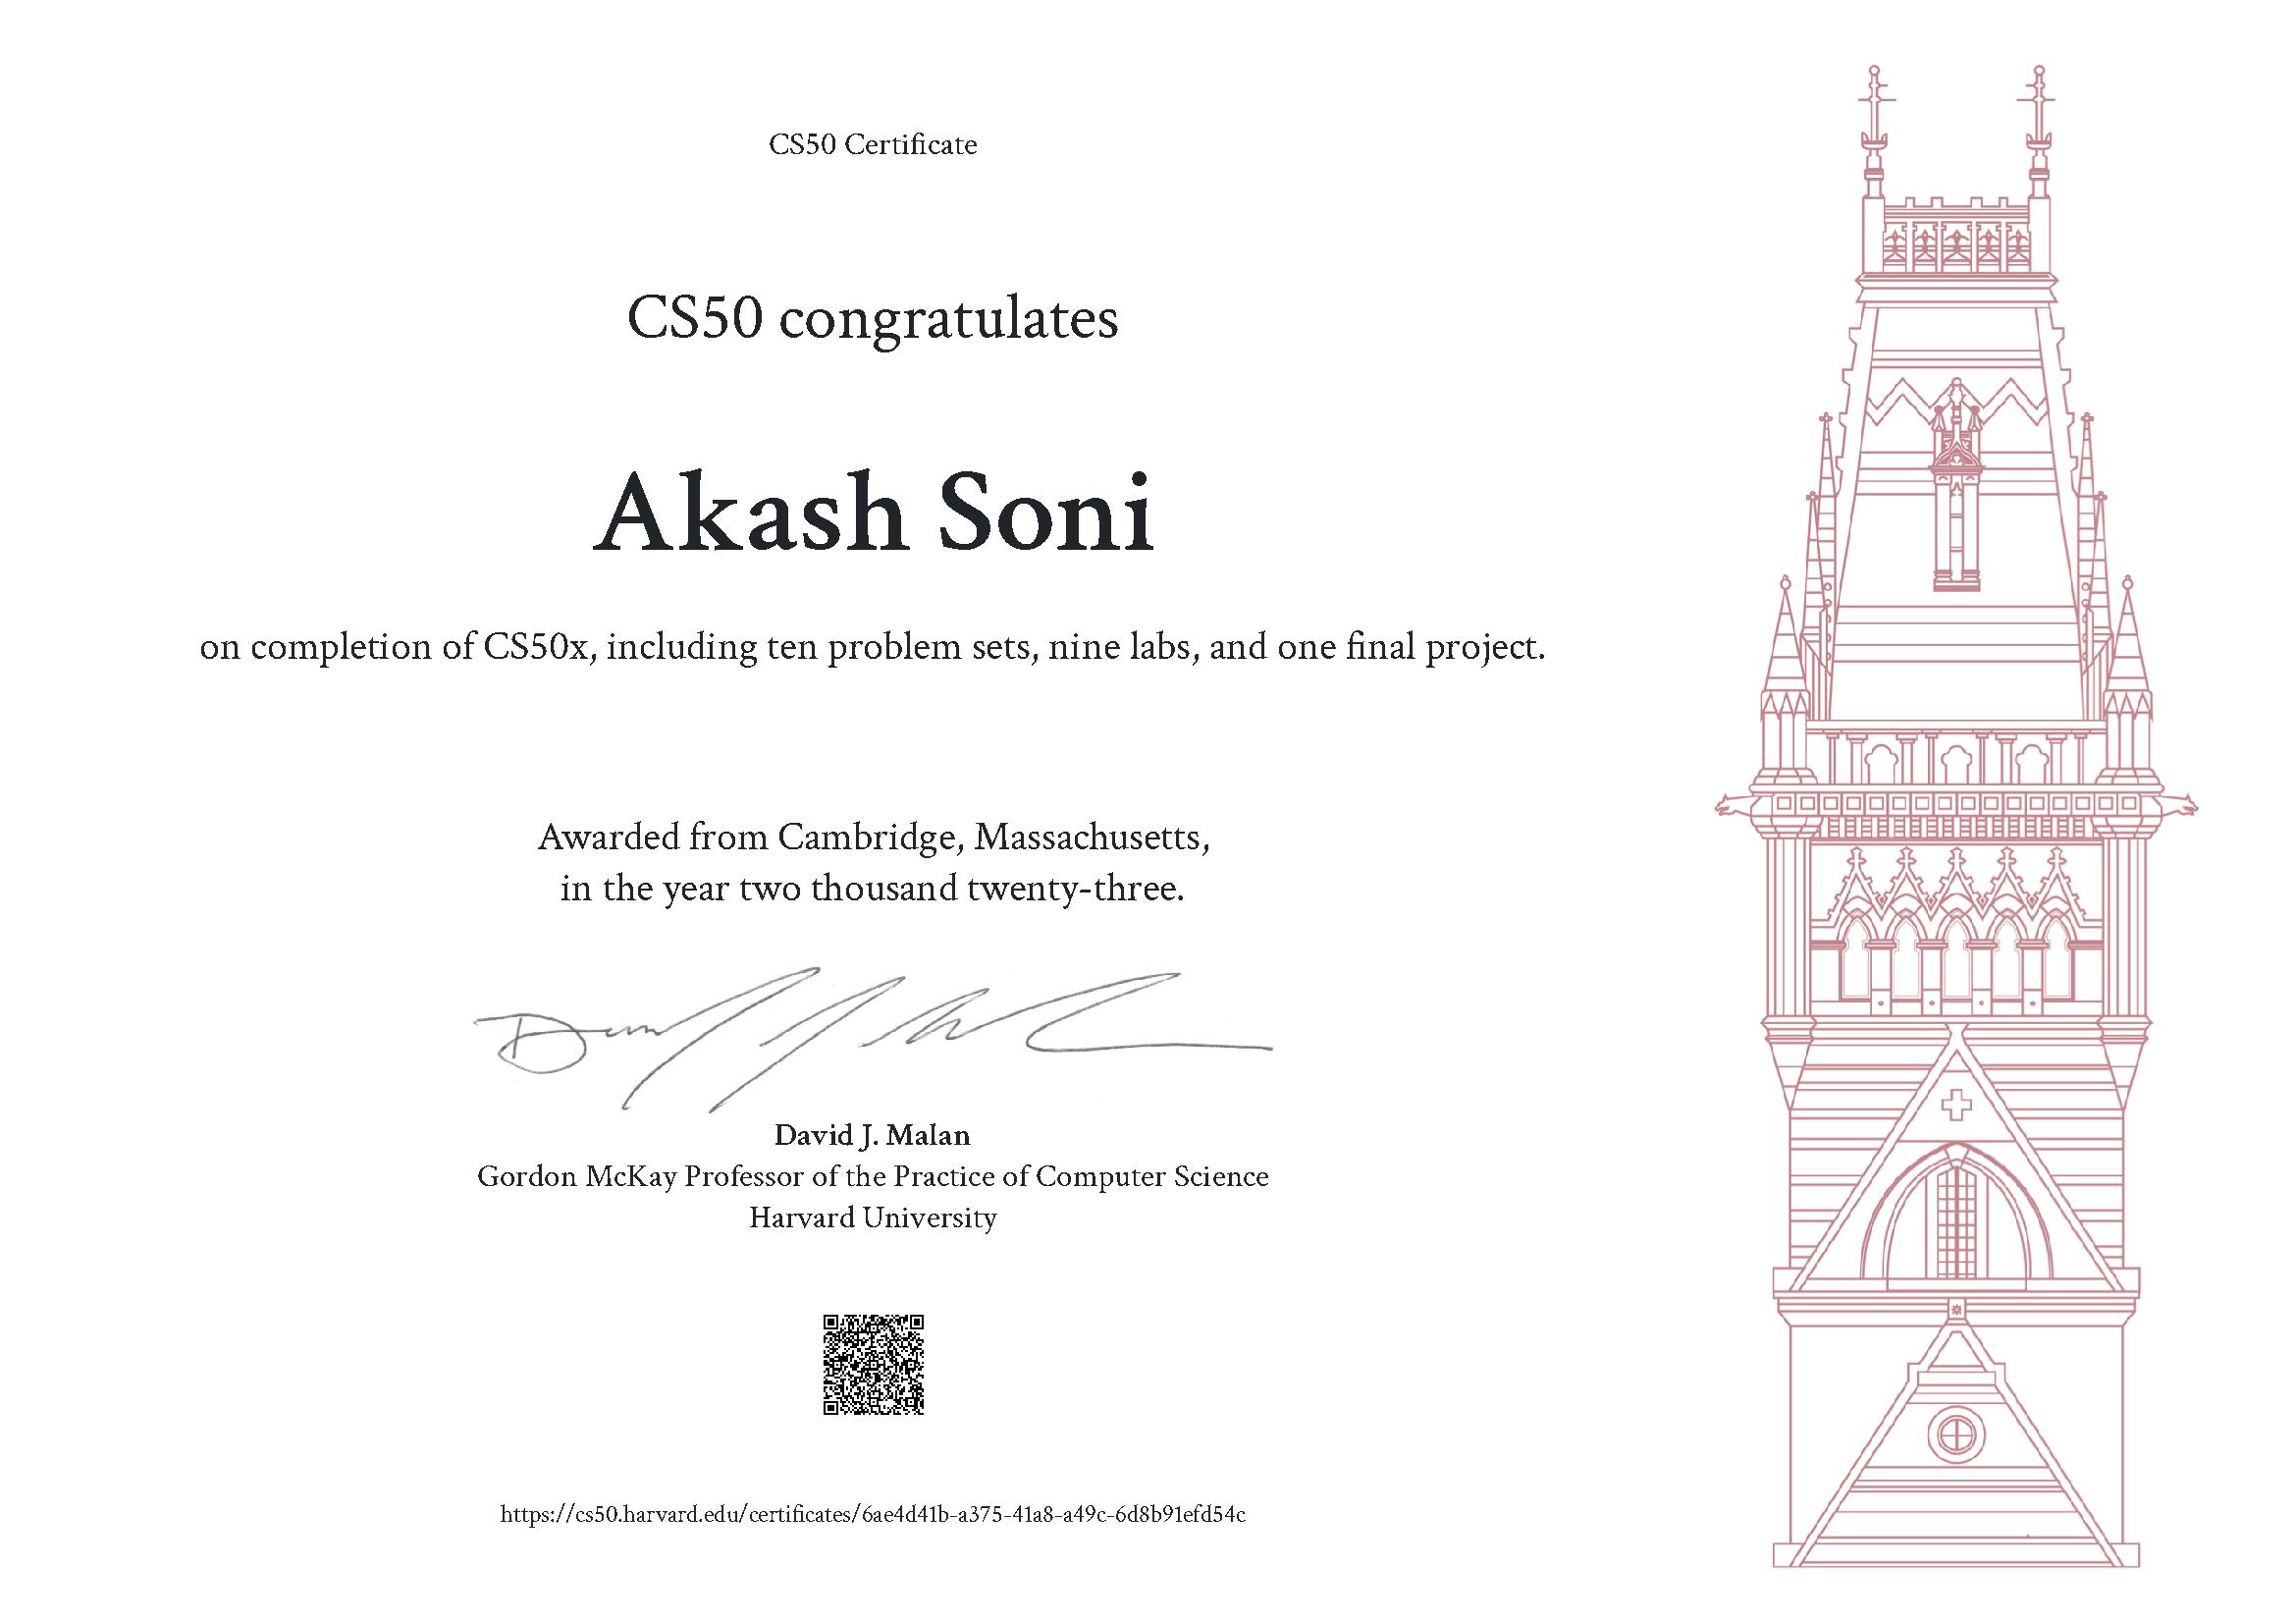 CS50 Certificate
CS50 congratulates
Akash Soni
on completion of CS50x, including ten problem sets, nine labs, and one final project.
Awarded from Cambridge, Massachusetts,
in the year two thousand twenty-three.
David J. Malan
Gordon McKay Professor of the Practice of Computer Science
Harvard University
https://cs50.harvard.edu/certificates/6ae4d41b-a375-41a8-a49c-6d8b91efd54c